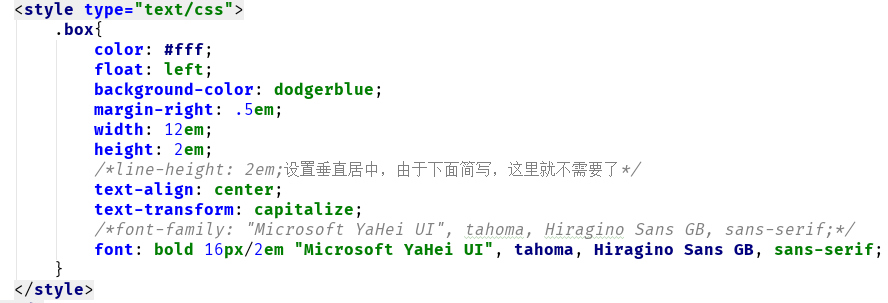 <style type="text/css">
.box{
color: #fff;
float: left;
background-color: dodgerblue;
margin-right: .5em;
width: 12em;
height: 2em;
/*line-height: 2em;设置垂直居中，由于下面简写，这里就不需要了*/
text-align: center;
text-transform: capitalize;
/*font-family: "Microsoft YaHei UI", tahoma, Hiragino Sans GB, sans-serif;*/
font: bold 16px/2em "Microsoft YaHei UI", tahoma, Hiragino Sans GB, sans-serif;
}
</style>